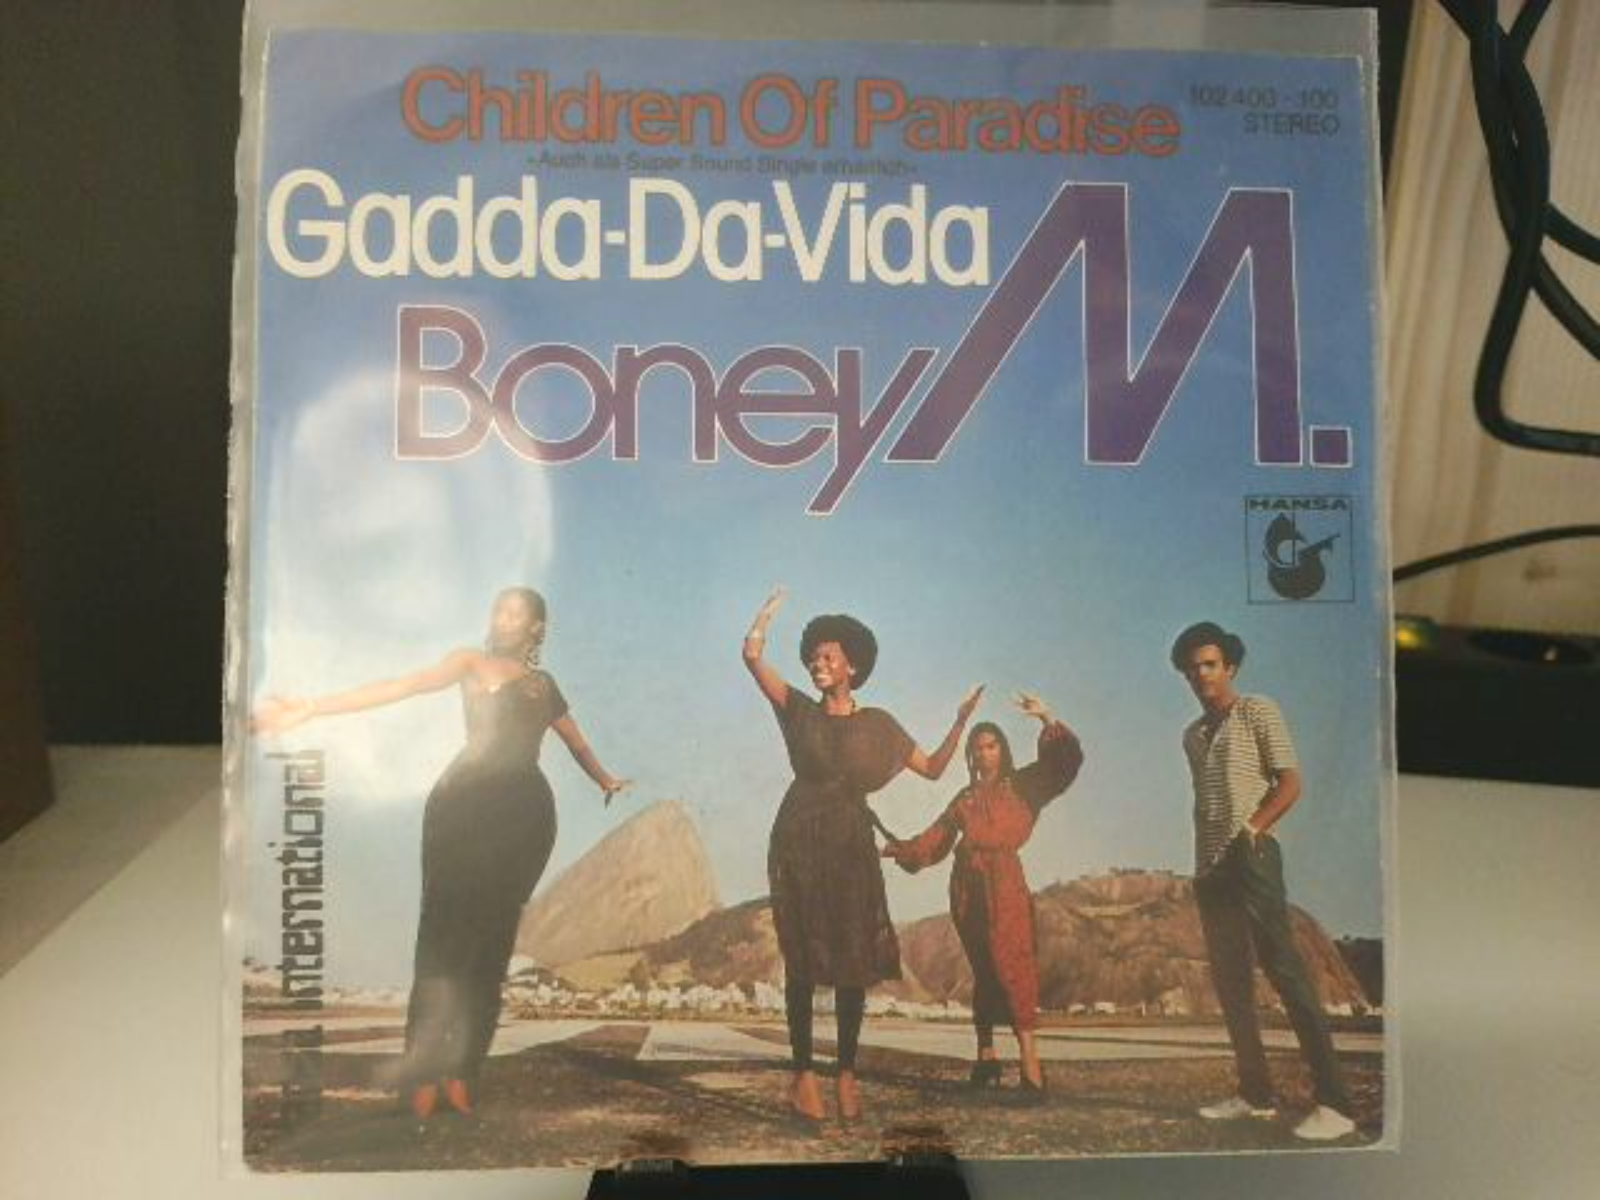 Children Of Paradise
102 400-100
STEREO
»Auch als Super Sound Single erhältlich«
Gadda-Da-Vida
Boney M.
HANSA
international